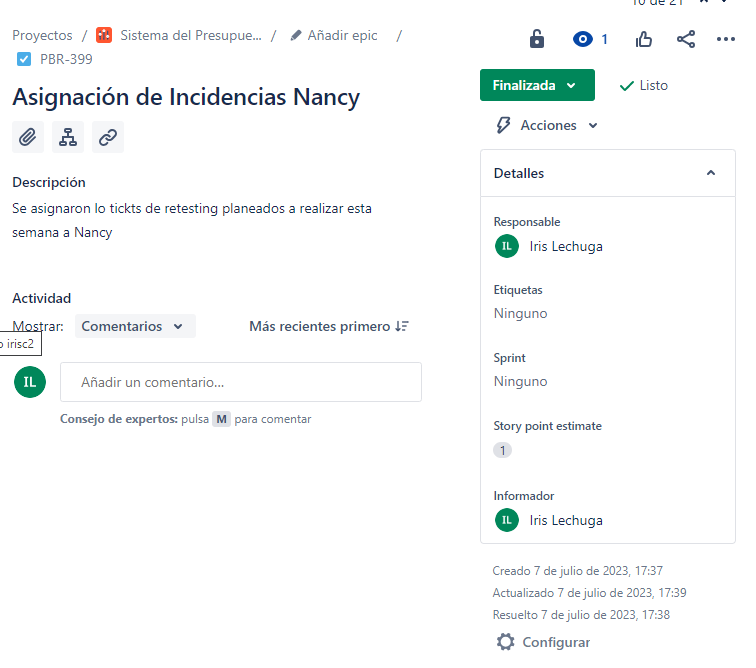 10 de 21
Proyectos / Sistema del Presupue... / Añadir epic /
PBR-399
1
Asignación de Incidencias Nancy
Finalizada
Listo
Acciones
Descripción
Se asignaron lo tickts de retesting planeados a realizar esta
semana a Nancy
Actividad
Mostrar: Comentarios
Más recientes primero
o irisc2
IL
Añadir un comentario...
Consejo de expertos: pulsa M para comentar
Detalles
Responsable
IL Iris Lechuga
Etiquetas
Ninguno
Sprint
Ninguno
Story point estimate
1
Informador
IL Iris Lechuga
Creado 7 de julio de 2023, 17:37
Actualizado 7 de julio de 2023, 17:39
Resuelto 7 de julio de 2023, 17:38
Configurar